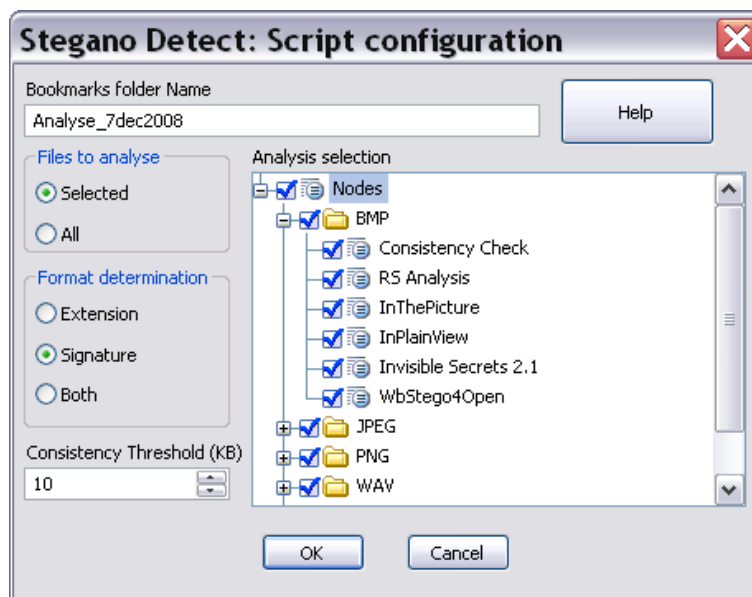 Stegano Detect: Script configuration
Bookmarks folder Name
Analyse_7dec2008
Help
Files to analyse
Selected
All
Format determination
Extension
Signature
Both
Consistency Threshold (KB)
10
Analysis selection
Nodes
BMP
Consistency Check
RS Analysis
InThePicture
InPlainView
Invisible Secrets 2.1
WbStego4Open
JPEG
PNG
WAV
OK
Cancel